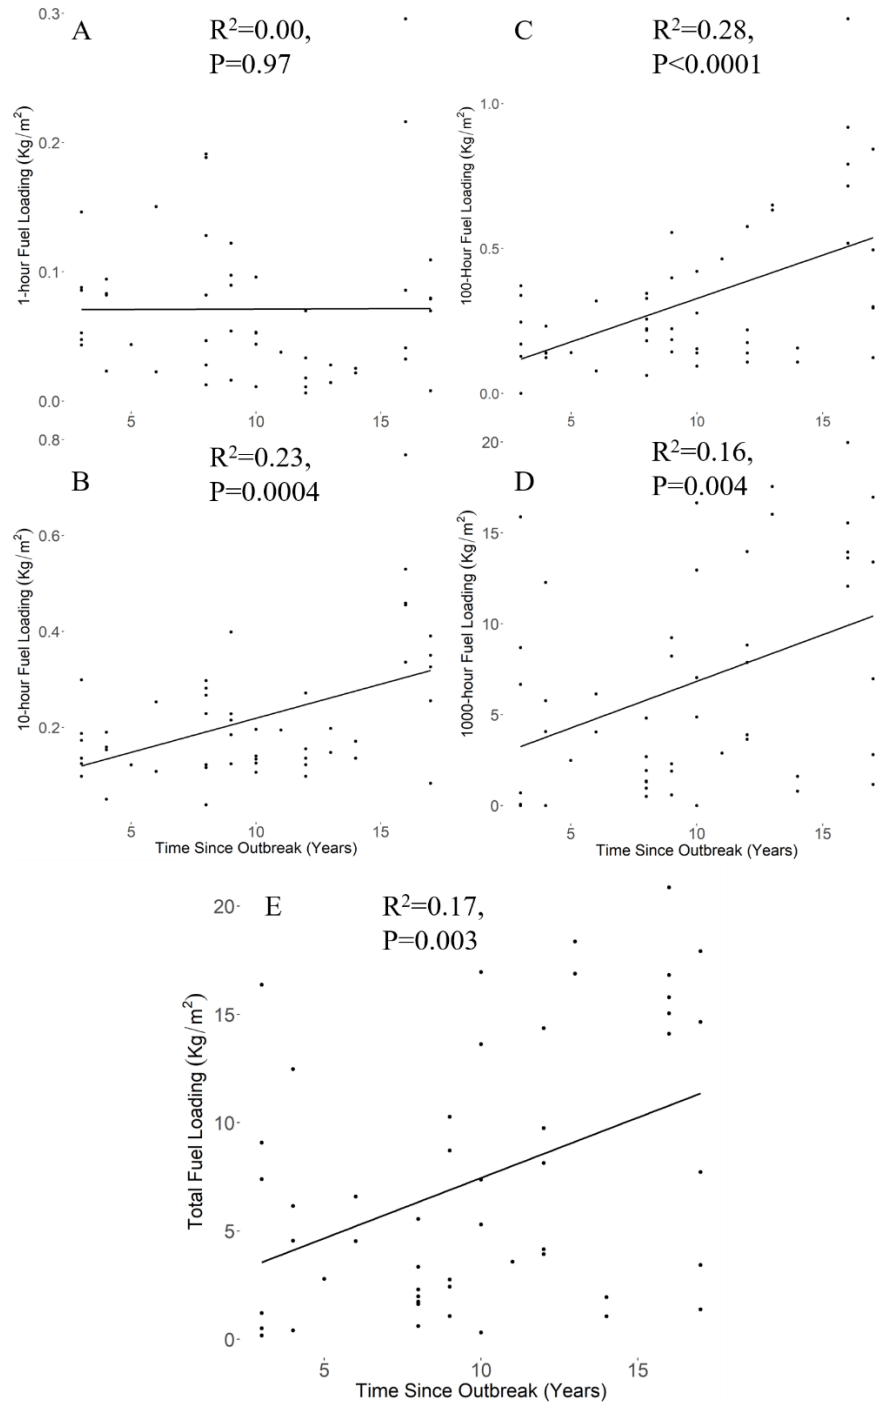 A
R²=0.00,
P=0.97
1-hour Fuel Loading (Kg/m²)
0.3
0.2
0.1
0.0
5
10
15
C
R²=0.28,
P<0.0001
100-Hour Fuel Loading (Kg/m²)
1.0
0.5
0.0
5
10
15
B
R²=0.23,
P=0.0004
10-hour Fuel Loading (Kg/m²)
0.8
0.6
0.4
0.2
5
10
15
Time Since Outbreak (Years)
D
R²=0.16,
P=0.004
1000-hour Fuel Loading (Kg/m²)
20
15
10
5
0
5
10
15
Time Since Outbreak (Years)
E
R²=0.17,
P=0.003
Total Fuel Loading (Kg/m²)
20
15
10
5
0
5
10
15
Time Since Outbreak (Years)